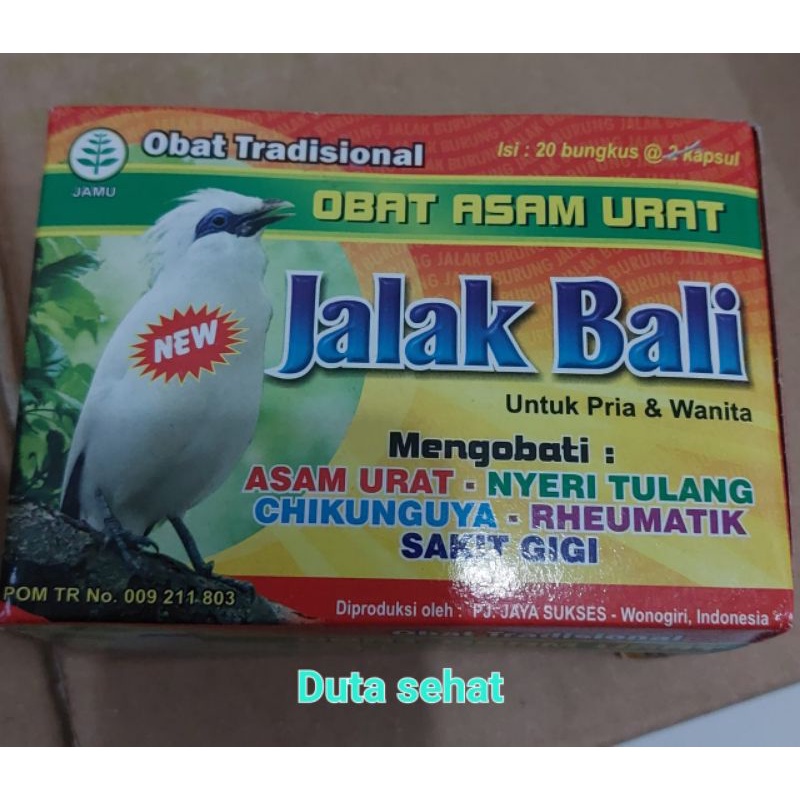 Obat Tradisional
Isi : 20 bungkus @ 2 kapsul
JAMU
OBAT ASAM URAT
NEW
Jalak Bali
Untuk Pria & Wanita
Mengobati :
ASAM URAT - NYERI TULANG
CHIKUNGUYA - RHEUMATIK
SAKIT GIGI
POM TR No. 009 211 803
Diproduksi oleh : PJ. JAYA SUKSES - Wonogiri, Indonesia
Obat Tradisional
Duta sehat